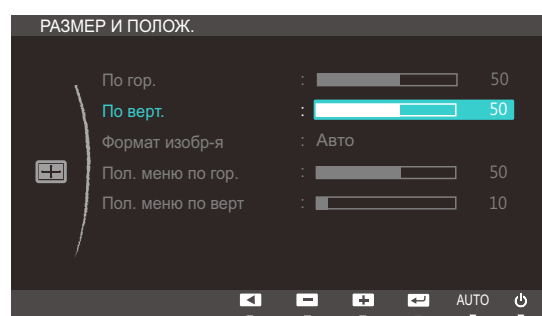 РАЗМЕР И ПОЛОЖ.
По гор. : 50
По верт. : 50
Формат изобр-я : Авто
Пол. меню по гор. : 50
Пол. меню по верт : 10
AUTO